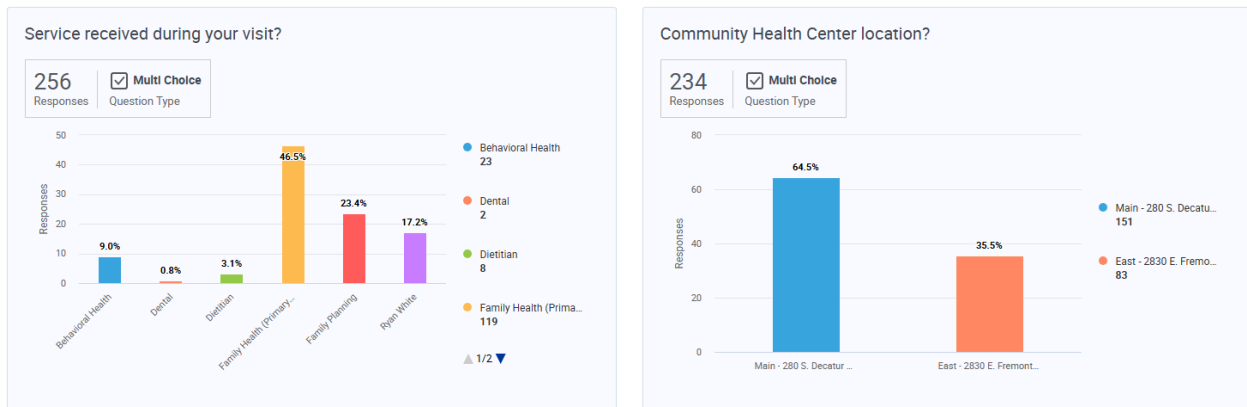 Service received during your visit?
256
Responses
Multi Choice
Question Type
50
40
30
20
10
0
Responses
9.0%
0.8%
3.1%
46.5%
23.4%
17.2%
Behavioral Health
Dental
Dietitian
Family Health (Primary...
Family Planning
Ryan White
Behavioral Health
23
Dental
2
Dietitian
8
Family Health (Prima...
119
1/2
Community Health Center location?
234
Responses
Multi Choice
Question Type
80
60
40
20
0
Responses
64.5%
35.5%
Main - 280 S. Decatur ...
East - 2830 E. Fremont...
Main - 280 S. Decatu...
151
East - 2830 E. Fremo...
83